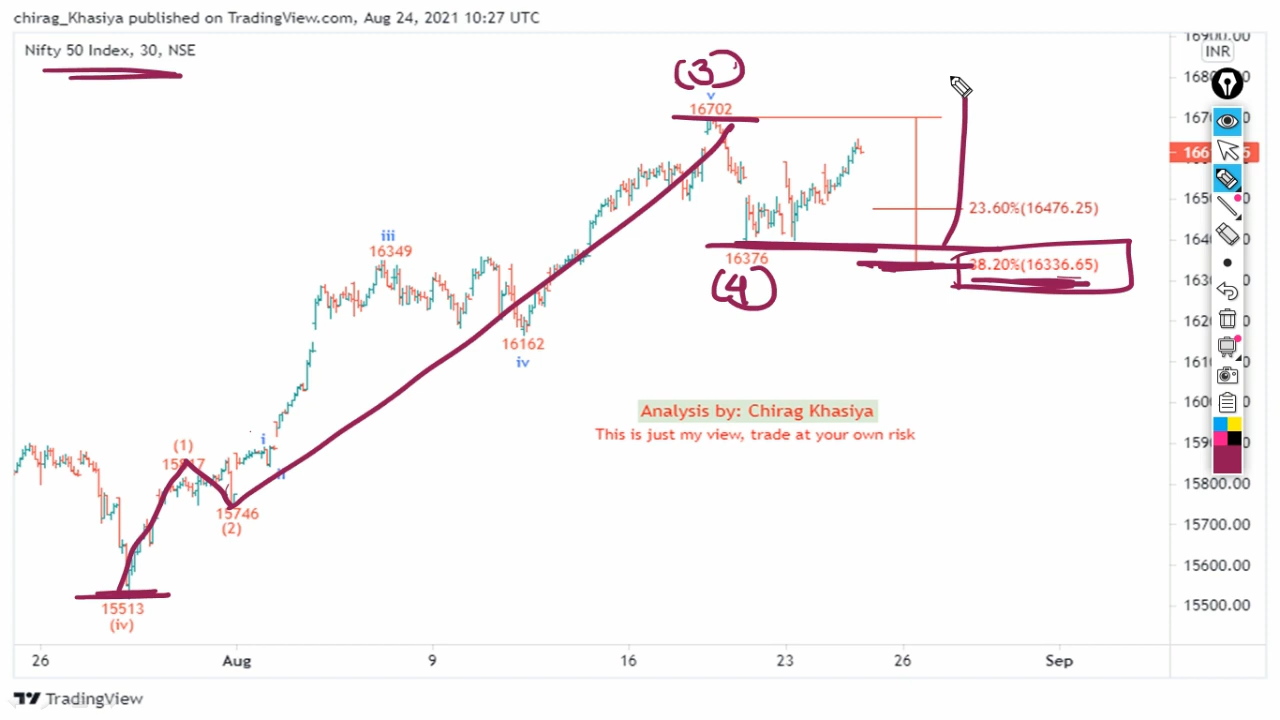 chirag_Khasiya published on TradingView.com, Aug 24, 2021 10:27 UTC
Nifty 50 Index, 30, NSE
INR
(3)
v
16702
23.60%(16476.25)
iii
16349
16376
38.20%(16336.65)
(4)
16162
iv
Analysis by: Chirag Khasiya
This is just my view, trade at your own risk
(1)
i
15746
(2)
15513
(iv)
16900.00
15800.00
15700.00
15600.00
15500.00
26
Aug
9
16
23
26
Sep
TradingView